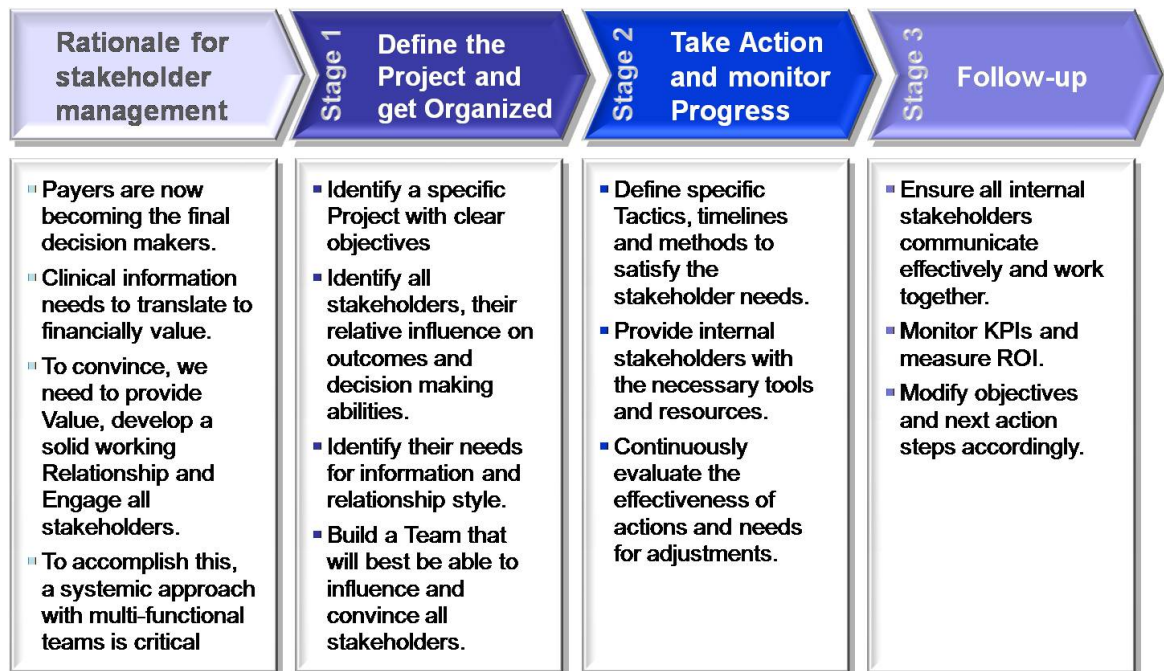 Rationale for
stakeholder
management
Stage 1
Define the
Project and
get Organized
Stage 2
Take Action
and monitor
Progress
Stage 3
Follow-up
Payers are now
becoming the final
decision makers.
Clinical information
needs to translate to
financially value.
To convince, we
need to provide
Value, develop a
solid working
Relationship and
Engage all
stakeholders.
To accomplish this,
a systemic approach
with multi-functional
teams is critical
Identify a specific
Project with clear
objectives
Identify all
stakeholders, their
relative influence on
outcomes and
decision making
abilities.
Identify their needs
for information and
relationship style.
Build a Team that
will best be able to
influence and
convince all
stakeholders.
Define specific
Tactics, timelines
and methods to
satisfy the
stakeholder needs.
Provide internal
stakeholders with
the necessary tools
and resources.
Continuously
evaluate the
effectiveness of
actions and needs
for adjustments.
Ensure all internal
stakeholders
communicate
effectively and work
together.
Monitor KPIs and
measure ROI.
Modify objectives
and next action
steps accordingly.